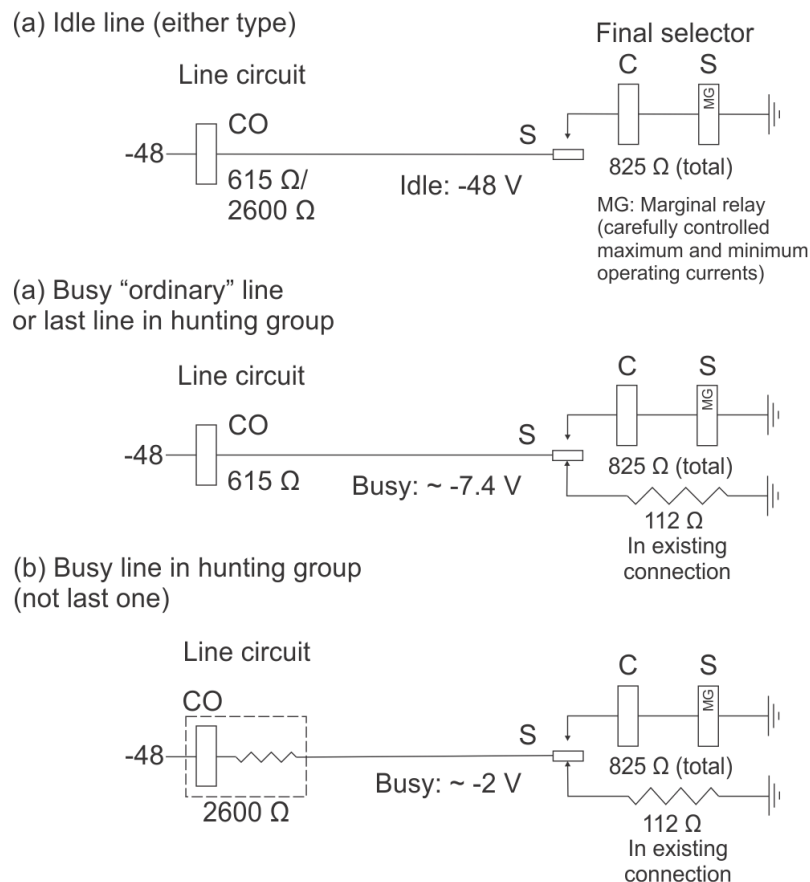 (a) Idle line (either type)
Final selector
Line circuit
C
S
MG
CO
S
-48
615 Ω/
2600 Ω
Idle: -48 V
825 Ω (total)
MG: Marginal relay
(carefully controlled
maximum and minimum
operating currents)
(a) Busy “ordinary” line
or last line in hunting group
Line circuit
C
S
MG
CO
S
-48
615 Ω
Busy: ~ -7.4 V
825 Ω (total)
112 Ω
In existing
connection
(b) Busy line in hunting group
(not last one)
Line circuit
C
S
MG
CO
S
-48
2600 Ω
Busy: ~ -2 V
825 Ω (total)
112 Ω
In existing
connection